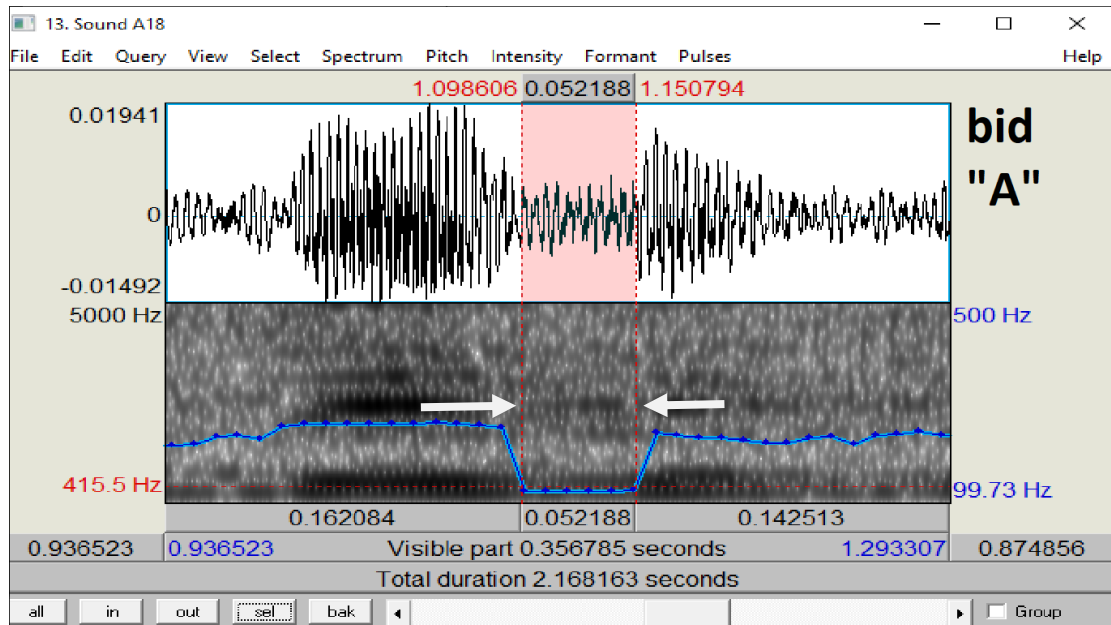 13. Sound A18
File Edit Query View Select Spectrum Pitch Intensity Formant Pulses Help
1.098606 0.052188 1.150794
0.01941
0
-0.01492
bid
"A"
5000 Hz 500 Hz
415.5 Hz 99.73 Hz
0.162084 0.052188 0.142513
0.936523 0.936523 Visible part 0.356785 seconds 1.293307 0.874856
Total duration 2.168163 seconds
all in out sel bak Group